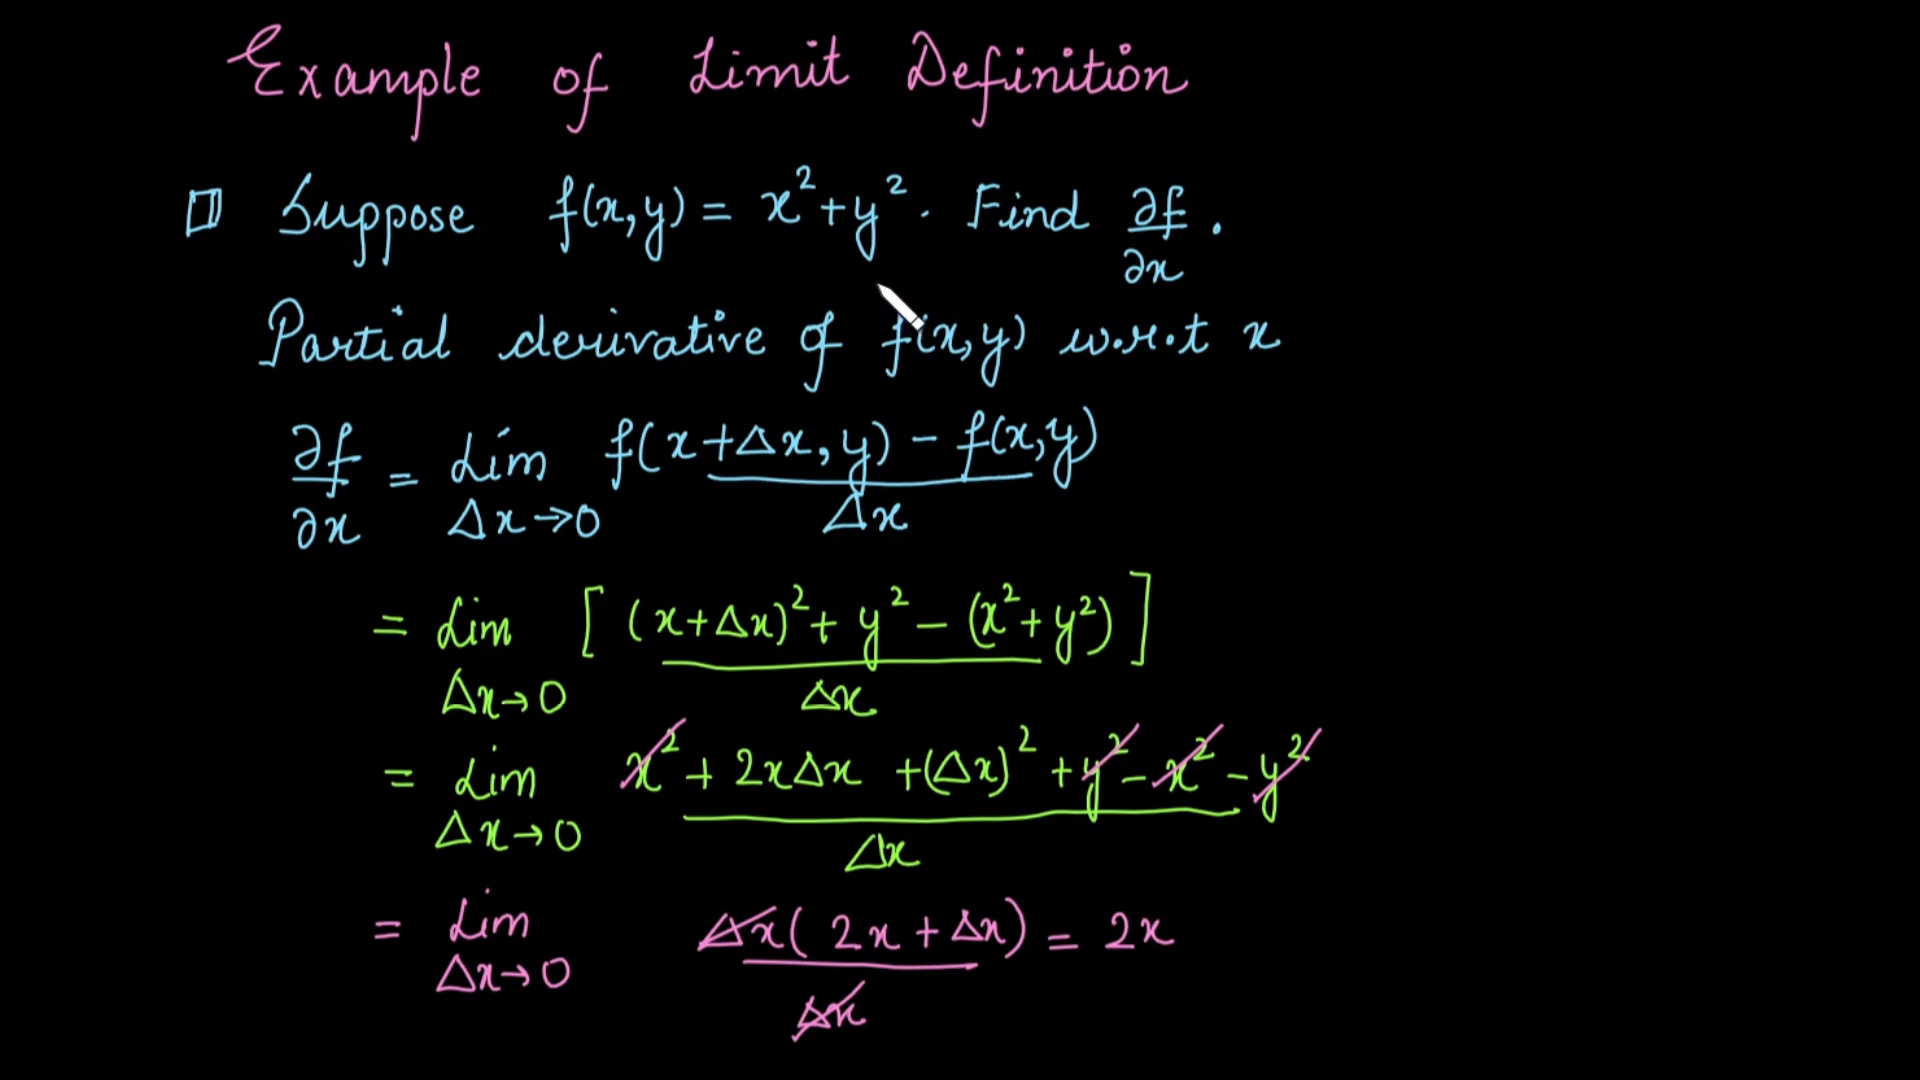 Example of Limit Definition
Suppose f(x,y) = x²+y². Find ∂f/∂x.
Partial derivative of f(x,y) w.r.t x
∂f/∂x = Lim Δx→0 f(x+Δx,y) - f(x,y) / Δx
= Lim Δx→0 [(x+Δx)²+ y² - (x²+y²)] / Δx
= Lim Δx→0 x² + 2xΔx +(Δx)² +y² - x² - y² / Δx
= Lim Δx→0 Δx(2x+Δx) / Δx = 2x